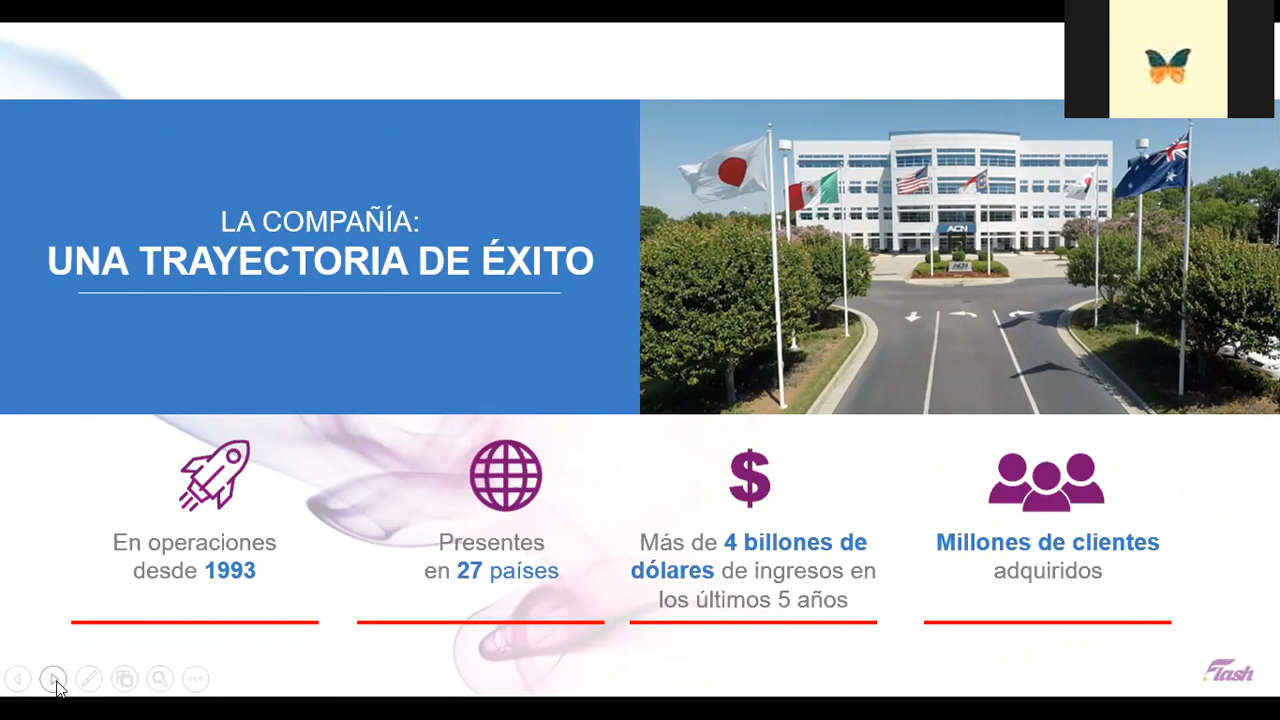 LA COMPAÑÍA:
UNA TRAYECTORIA DE ÉXITO
ACN
ACN
En operaciones
desde 1993
Presentes
en 27 países
Más de 4 billones de
dólares de ingresos en
los últimos 5 años
Millones de clientes
adquiridos
Flash